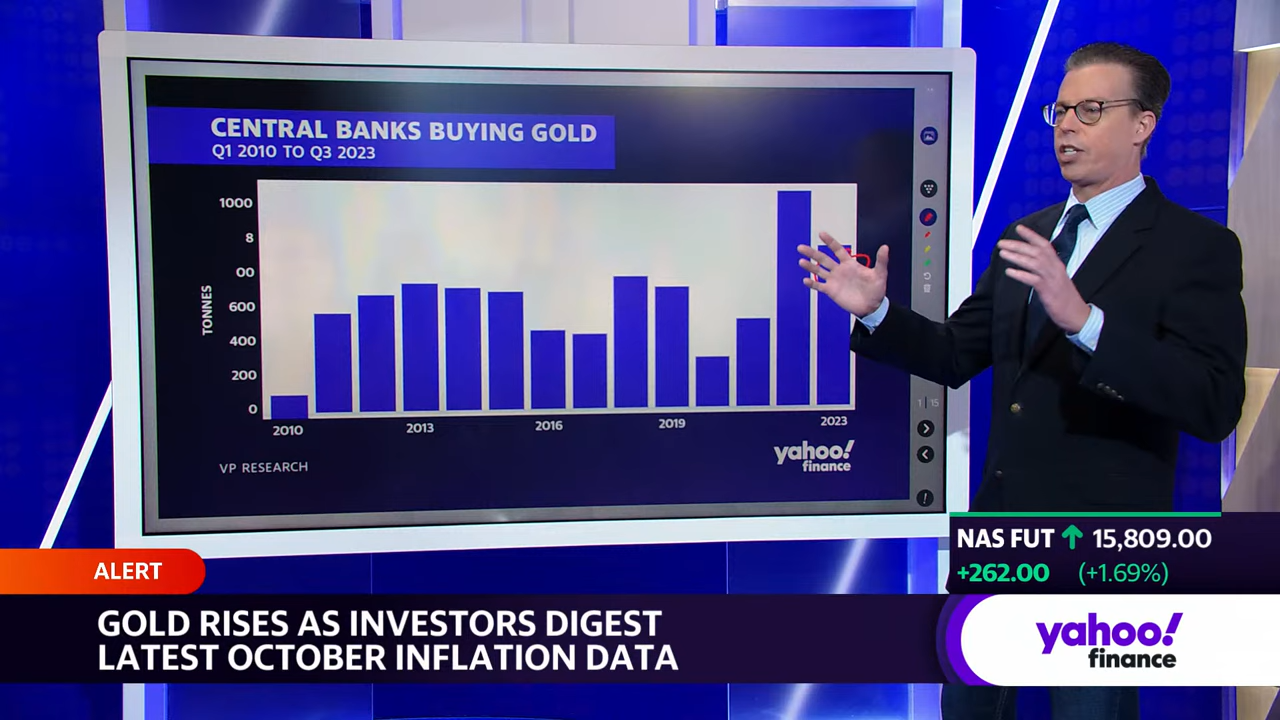 CENTRAL BANKS BUYING GOLD
Q1 2010 TO Q3 2023
1000
8
00
600
400
200
0
TONNES
2010
2013
2016
2019
2023
VP RESEARCH
yahoo!
finance
1 15
NAS FUT 15,809.00
+262.00 (+1.69%)
ALERT
GOLD RISES AS INVESTORS DIGEST
LATEST OCTOBER INFLATION DATA
yahoo!
finance